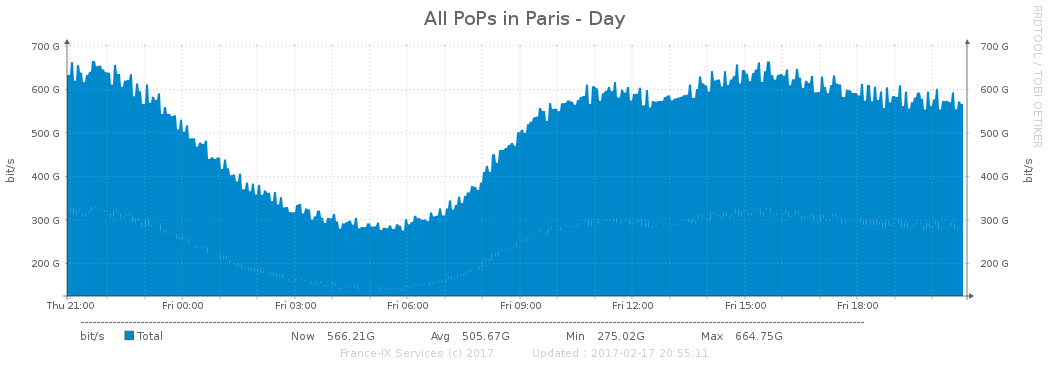 All PoPs in Paris - Day
RRDTOOL / TOBI OETIKER
700 G 700 G
600 G 600 G
500 G 500 G
400 G 400 G
300 G 300 G
200 G 200 G
bit/s
bit/s
Thu 21:00 Fri 00:00 Fri 03:00 Fri 06:00 Fri 09:00 Fri 12:00 Fri 15:00 Fri 18:00
bit/s Total Now 566.21G Avg 505.67G Min 275.02G Max 664.75G
France-IX Services (c) 2017 Updated : 2017-02-17 20:55:11